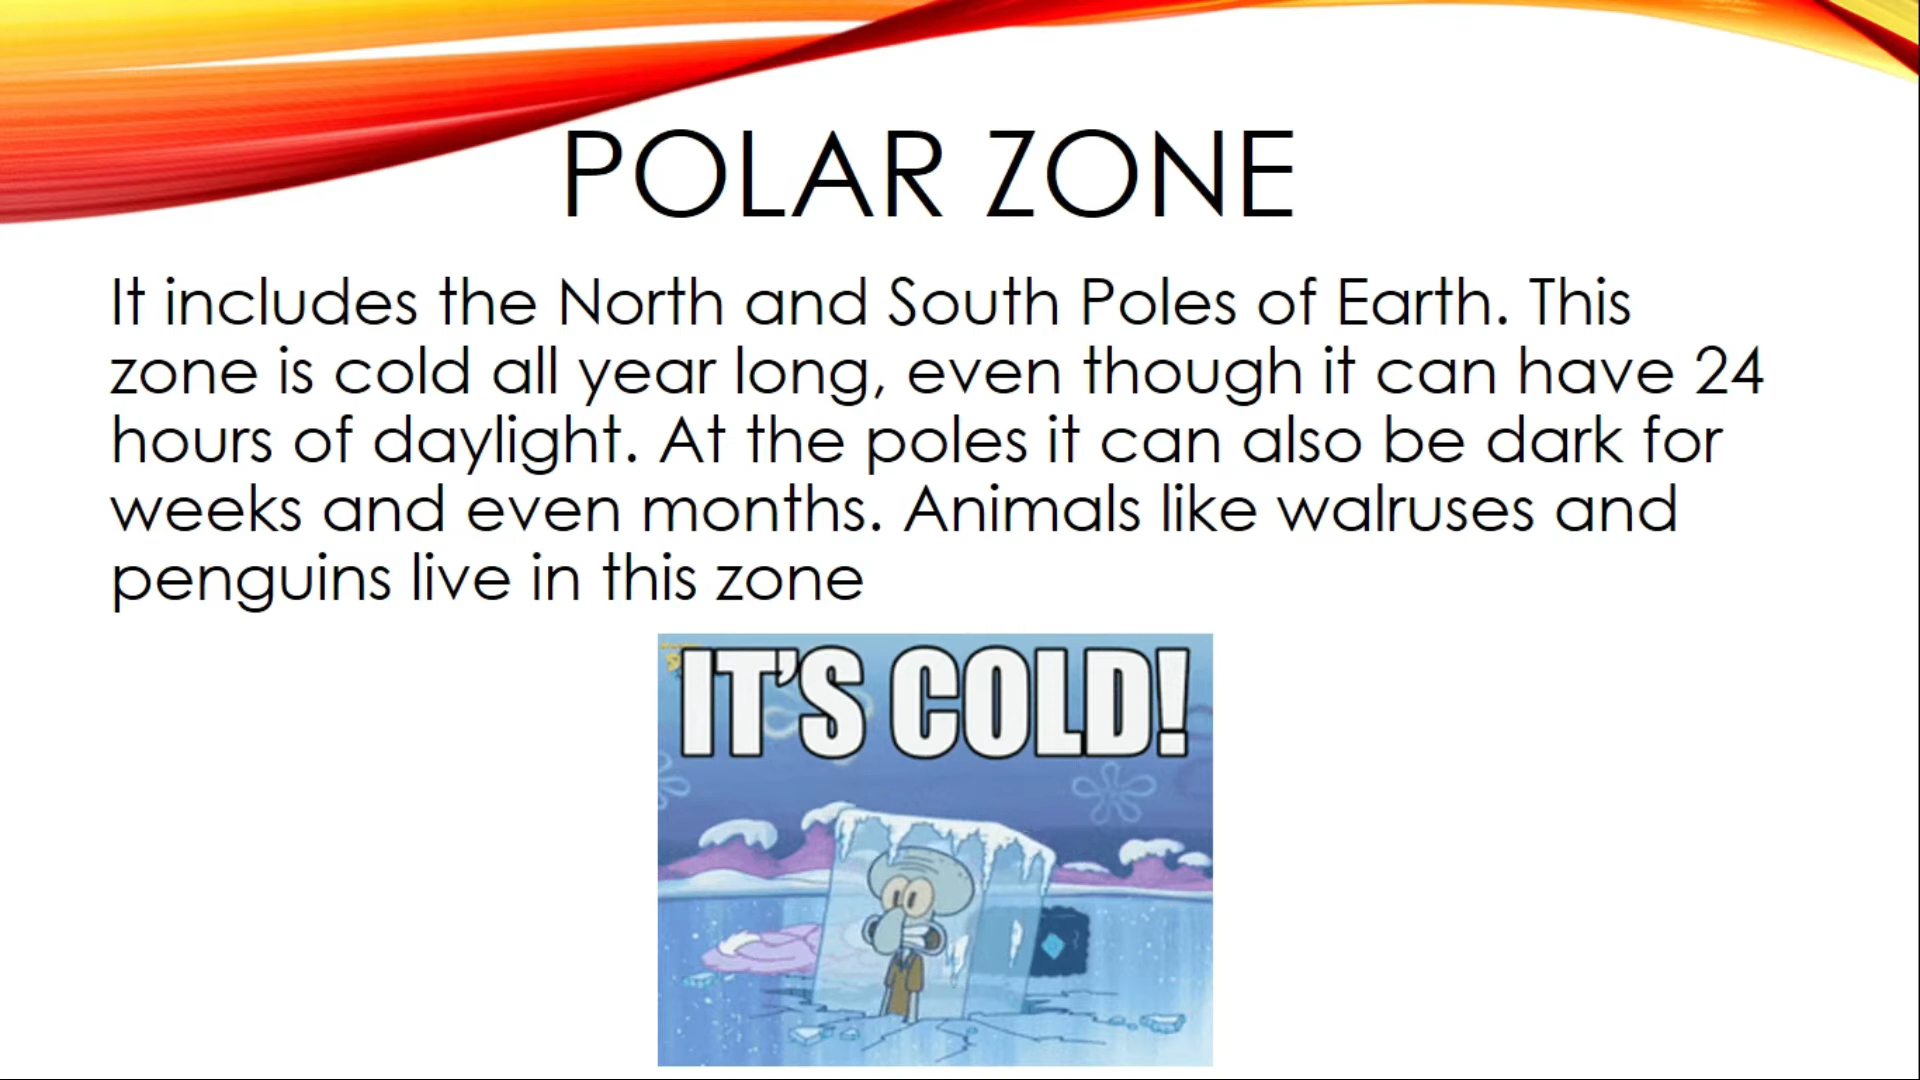 POLAR ZONE
It includes the North and South Poles of Earth. This
zone is cold all year long, even though it can have 24
hours of daylight. At the poles it can also be dark for
weeks and even months. Animals like walruses and
penguins live in this zone
IT'S COLD!